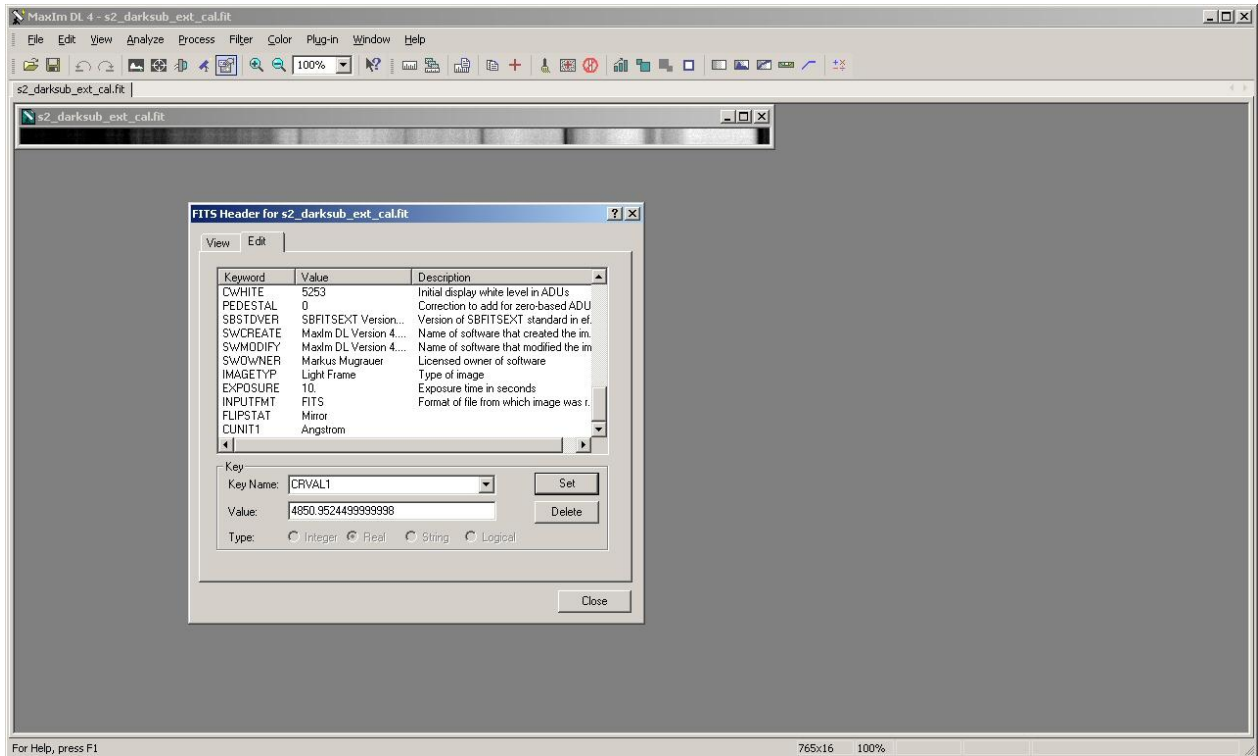 MaxIm DL 4 - s2_darksub_ext_cal.fit
File Edit View Analyze Process Filter Color Plug-in Window Help
100%
s2_darksub_ext_cal.fit
s2_darksub_ext_cal.fit
FITS Header for s2_darksub_ext_cal.fit
View Edit
Keyword Value Description
CWHITE 5253 Initial display white level in ADUs
PEDESTAL 0 Correction to add for zero-based ADU
SBSTDVER SBFITSEXT Version... Version of SBFITSEXT standard in ef.
SWCREATE MaxIm DL Version 4.... Name of software that created the im.
SWMODIFY MaxIm DL Version 4.... Name of software that modified the im
SWOWNER Markus Mugrauer Licensed owner of software
IMAGETYP Light Frame Type of image
EXPOSURE 10. Exposure time in seconds
INPUTFMT FITS Format of file from which image was r.
FLIPSTAT Mirror
CUNIT1 Angstrom
Key
Key Name: CRVAL1 Set
Value: 4850.9524499999998 Delete
Type: Integer Real String Logical
Close
For Help, press F1 765x16 100%